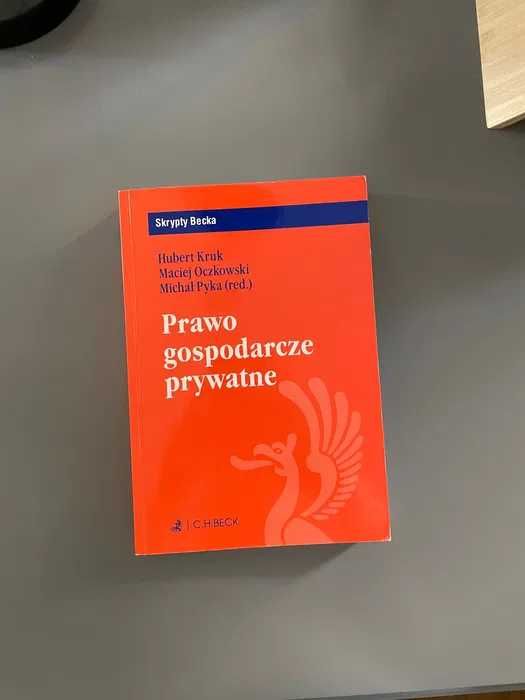 Skrypty Becka
Hubert Kruk
Maciej Oczkowski
Michał Pyka (red.)
Prawo
gospodarcze
prywatne
C.H.BECK